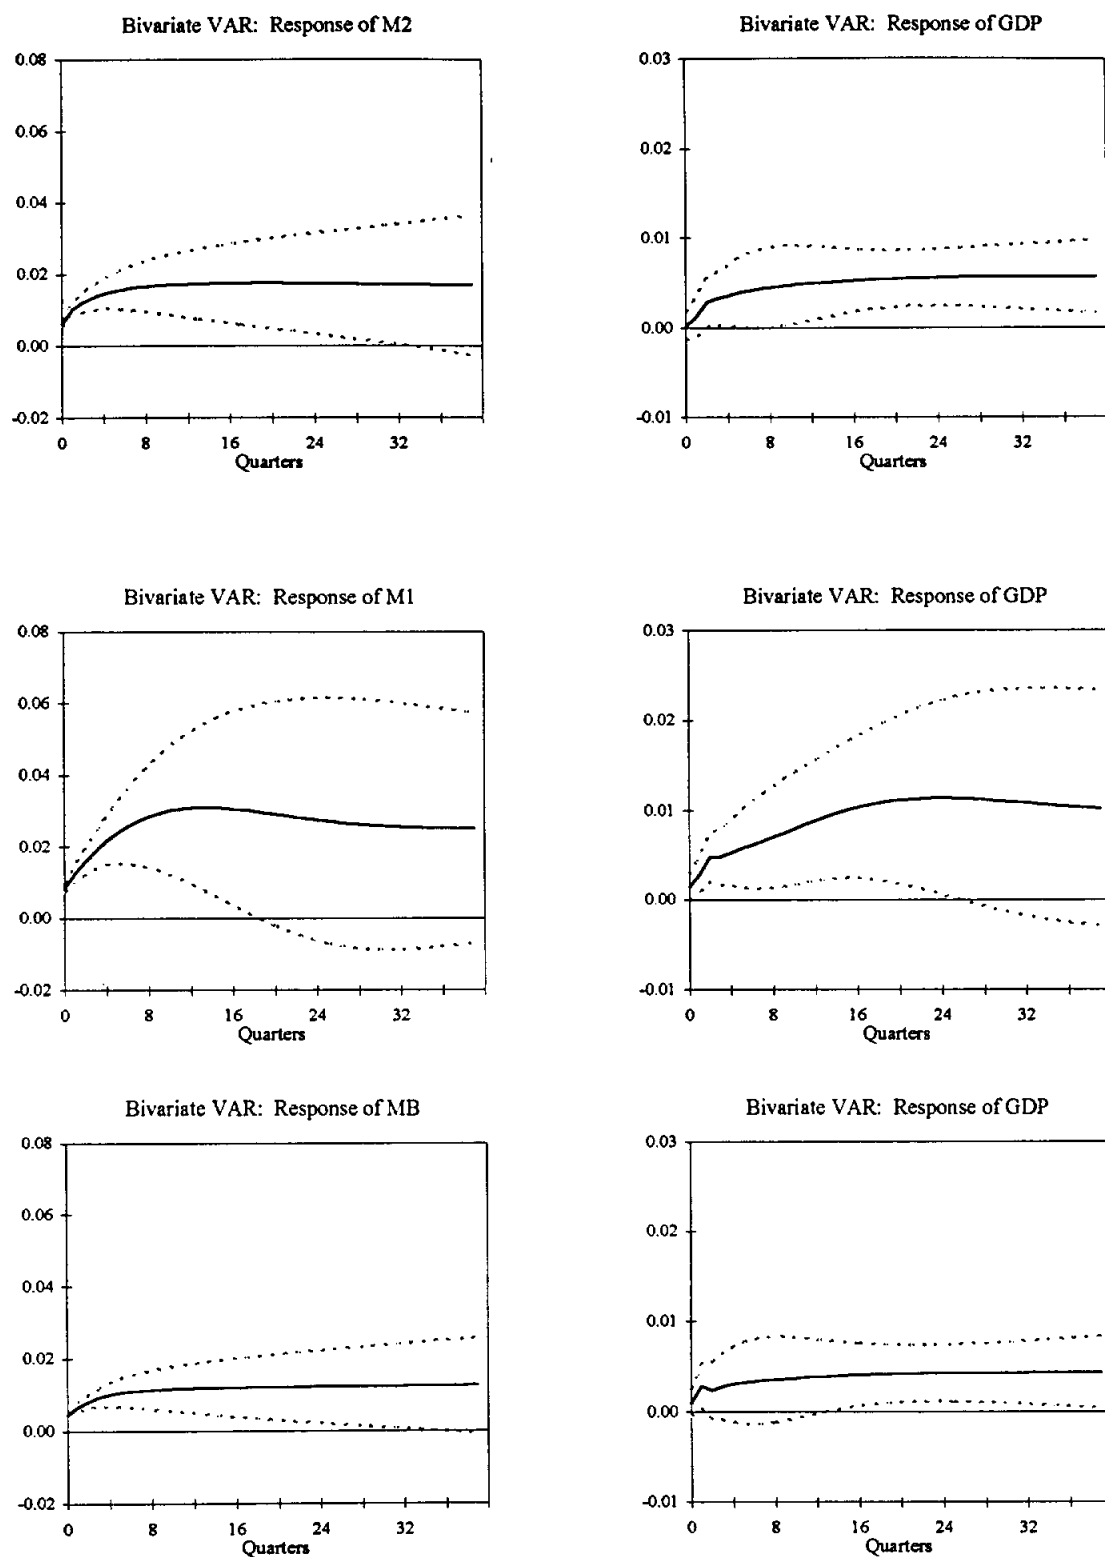 Bivariate VAR: Response of M2
0.08
0.06
0.04
0.02
0.00
-0.02
0 8 16 24 32
Quarters
Bivariate VAR: Response of GDP
0.03
0.02
0.01
0.00
-0.01
0 8 16 24 32
Quarters
Bivariate VAR: Response of M1
0.08
0.06
0.04
0.02
0.00
-0.02
0 8 16 24 32
Quarters
Bivariate VAR: Response of GDP
0.03
0.02
0.01
0.00
-0.01
0 8 16 24 32
Quarters
Bivariate VAR: Response of MB
0.08
0.06
0.04
0.02
0.00
-0.02
0 8 16 24 32
Quarters
Bivariate VAR: Response of GDP
0.03
0.02
0.01
0.00
-0.01
0 8 16 24 32
Quarters